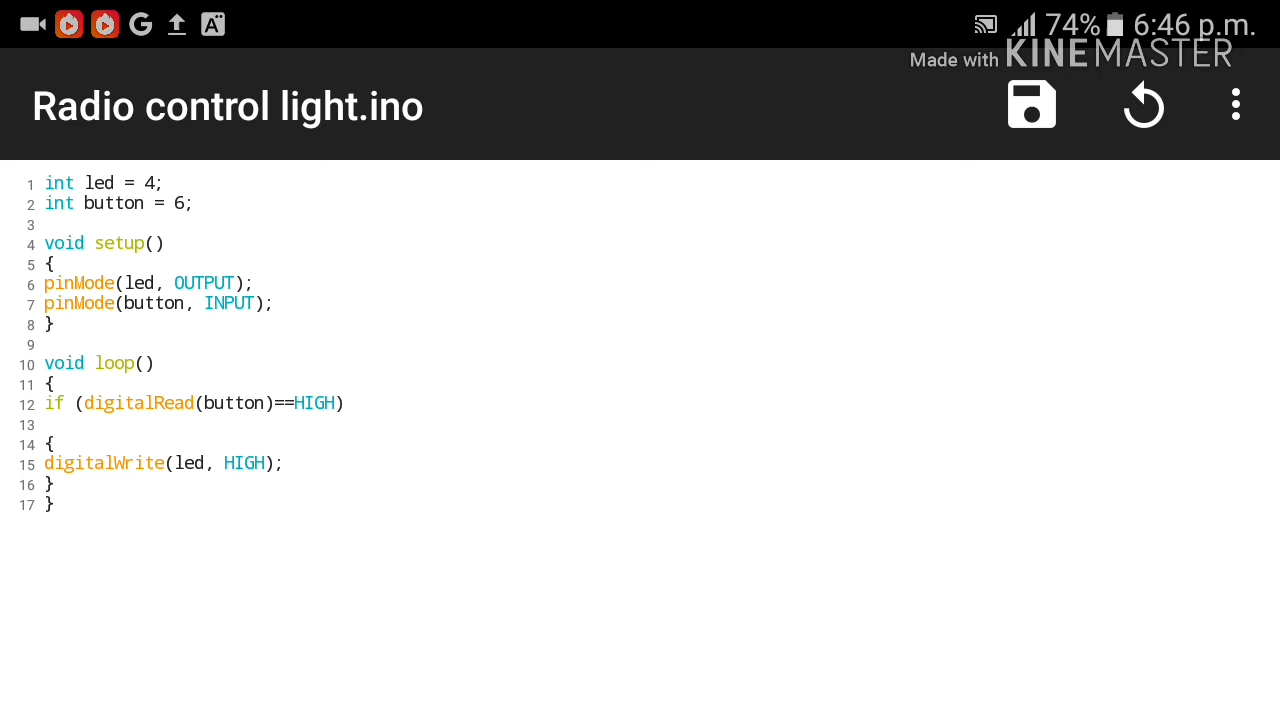 74% 6:46 p.m.
Made with KINEMASTER
Radio control light.ino
1 int led = 4;
2 int button = 6;
3
4 void setup()
5 {
6 pinMode(led, OUTPUT);
7 pinMode(button, INPUT);
8 }
9
10 void loop()
11 {
12 if (digitalRead(button)==HIGH)
13
14 {
15 digitalWrite(led, HIGH);
16 }
17 }